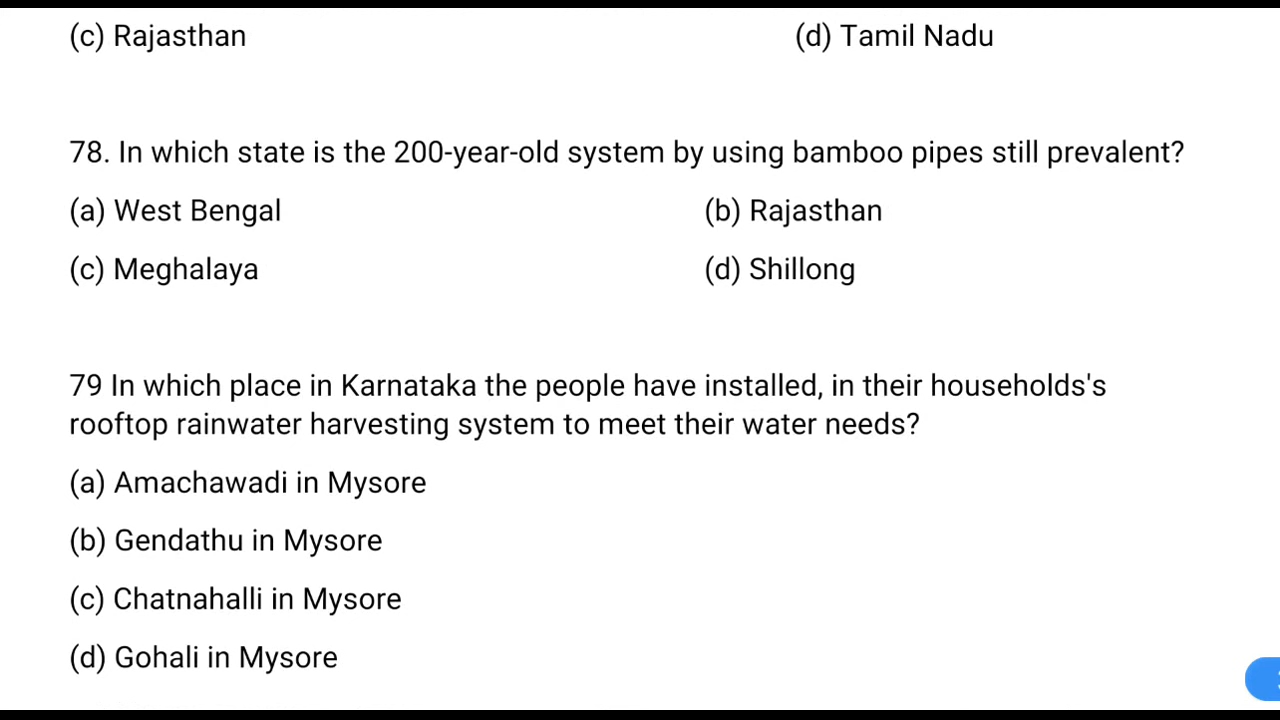 (c) Rajasthan (d) Tamil Nadu
78. In which state is the 200-year-old system by using bamboo pipes still prevalent?
(a) West Bengal (b) Rajasthan
(c) Meghalaya (d) Shillong
79 In which place in Karnataka the people have installed, in their households's
rooftop rainwater harvesting system to meet their water needs?
(a) Amachawadi in Mysore
(b) Gendathu in Mysore
(c) Chatnahalli in Mysore
(d) Gohali in Mysore